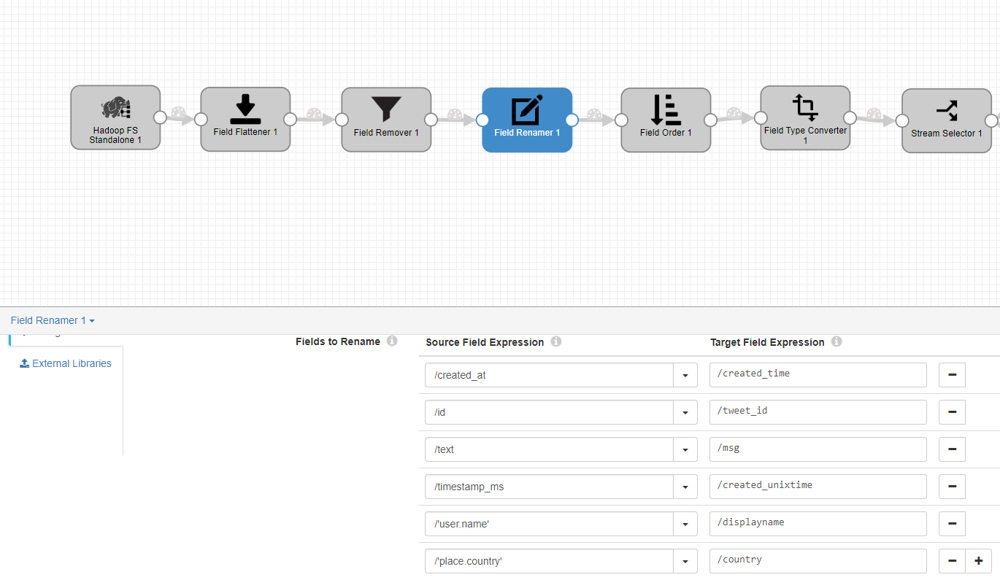 Hadoop FS
Standalone 1
Field Flattener 1
Field Remover 1
Field Renamer 1
Field Order 1
Field Type Converter
1
Stream Selector 1
Field Renamer 1
External Libraries
Fields to Rename
Source Field Expression
Target Field Expression
/created_at
/created_time
/id
/tweet_id
/text
/msg
/timestamp_ms
/created_unixtime
/'user.name'
/displayname
/'place.country'
/country